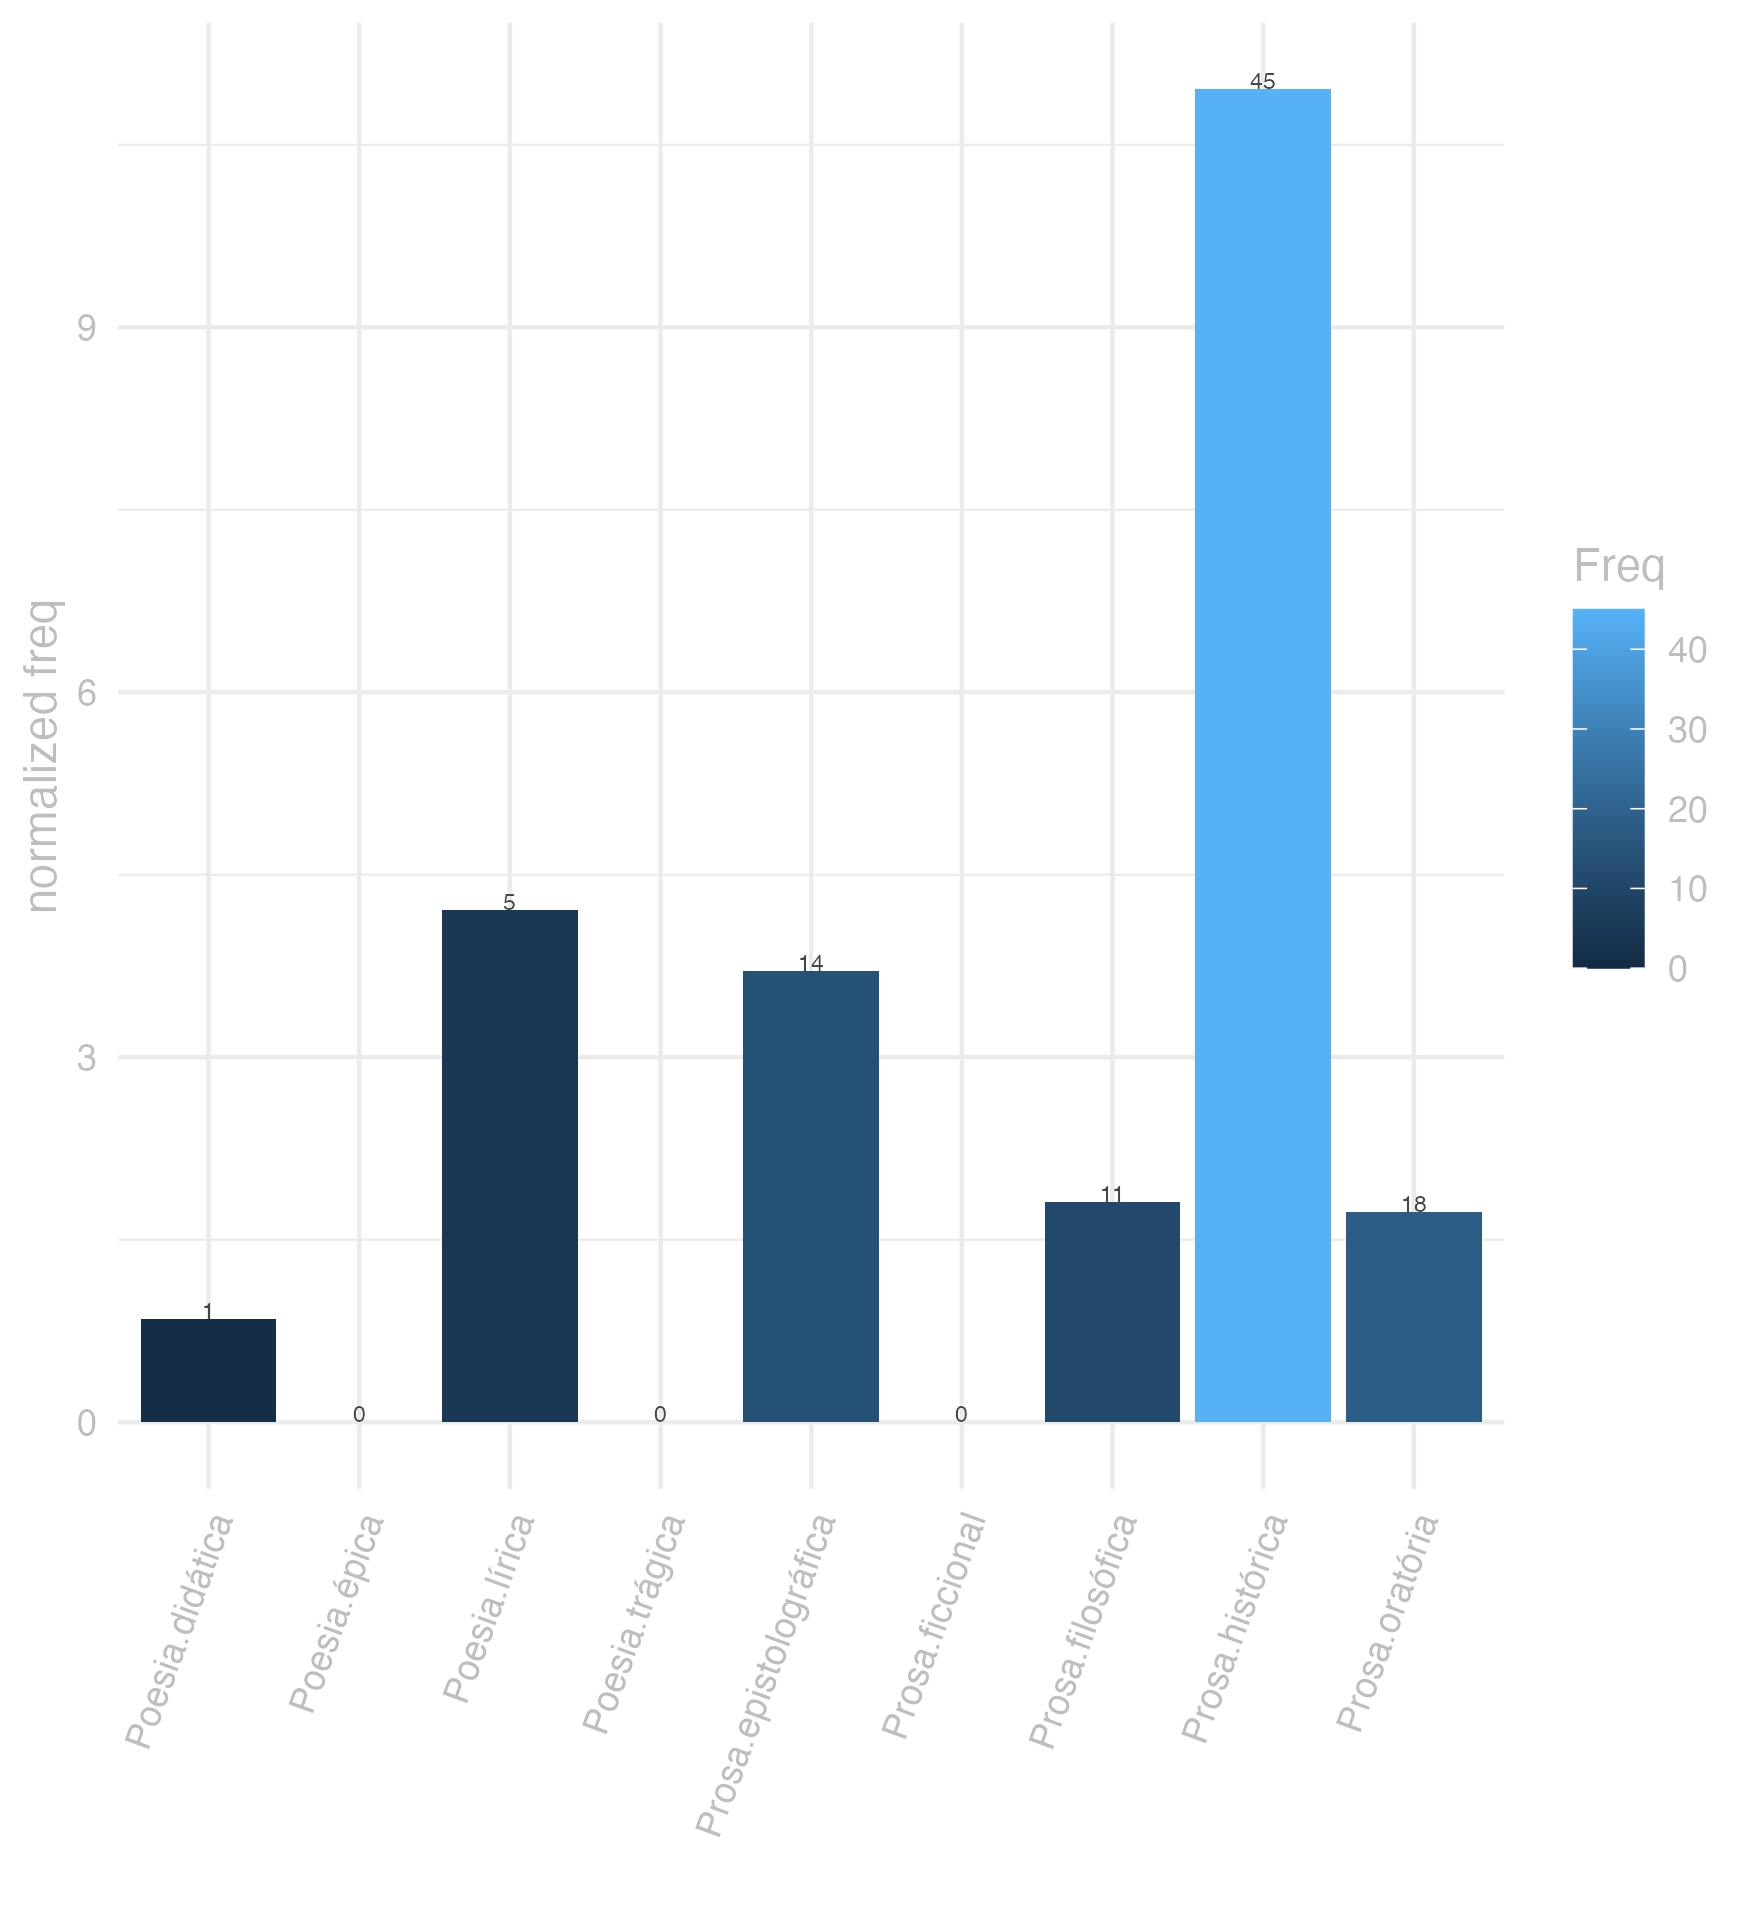 normalized freq
9
6
3
0
45
5
14
11
18
1
0
0
0
Poesia.didática
Poesia.épica
Poesia.lírica
Poesia.trágica
Prosa.epistolográfica
Prosa.ficcional
Prosa.filosófica
Prosa.histórica
Prosa.oratória
Freq
40
30
20
10
0